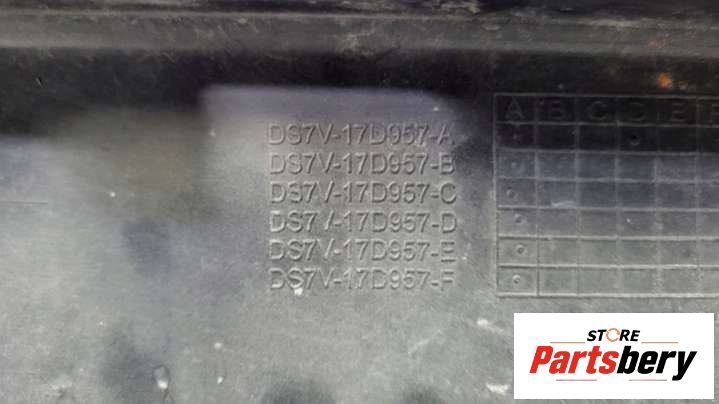 DS7V-17D957-A
DS7V-17D957-B
DS7V-17D957-C
DS7V-17D957-D
DS7V-17D957-E
DS7V-17D957-F
A B C D E
STORE
Partsbery